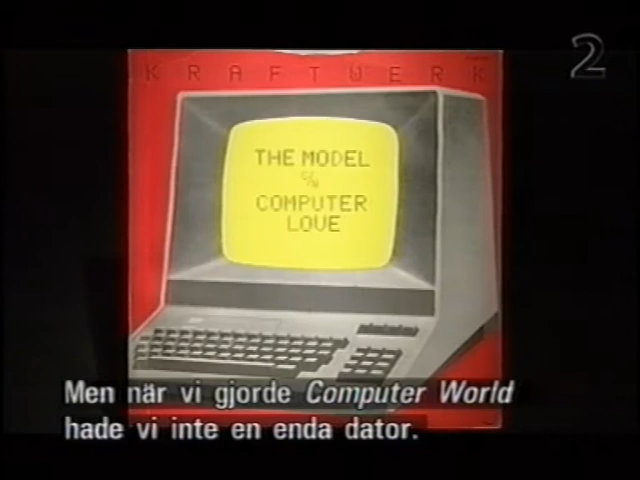 2
KRAFTWERK
THE MODEL
C/W
COMPUTER
LOVE
Men när vi gjorde Computer World
hade vi inte en enda dator.